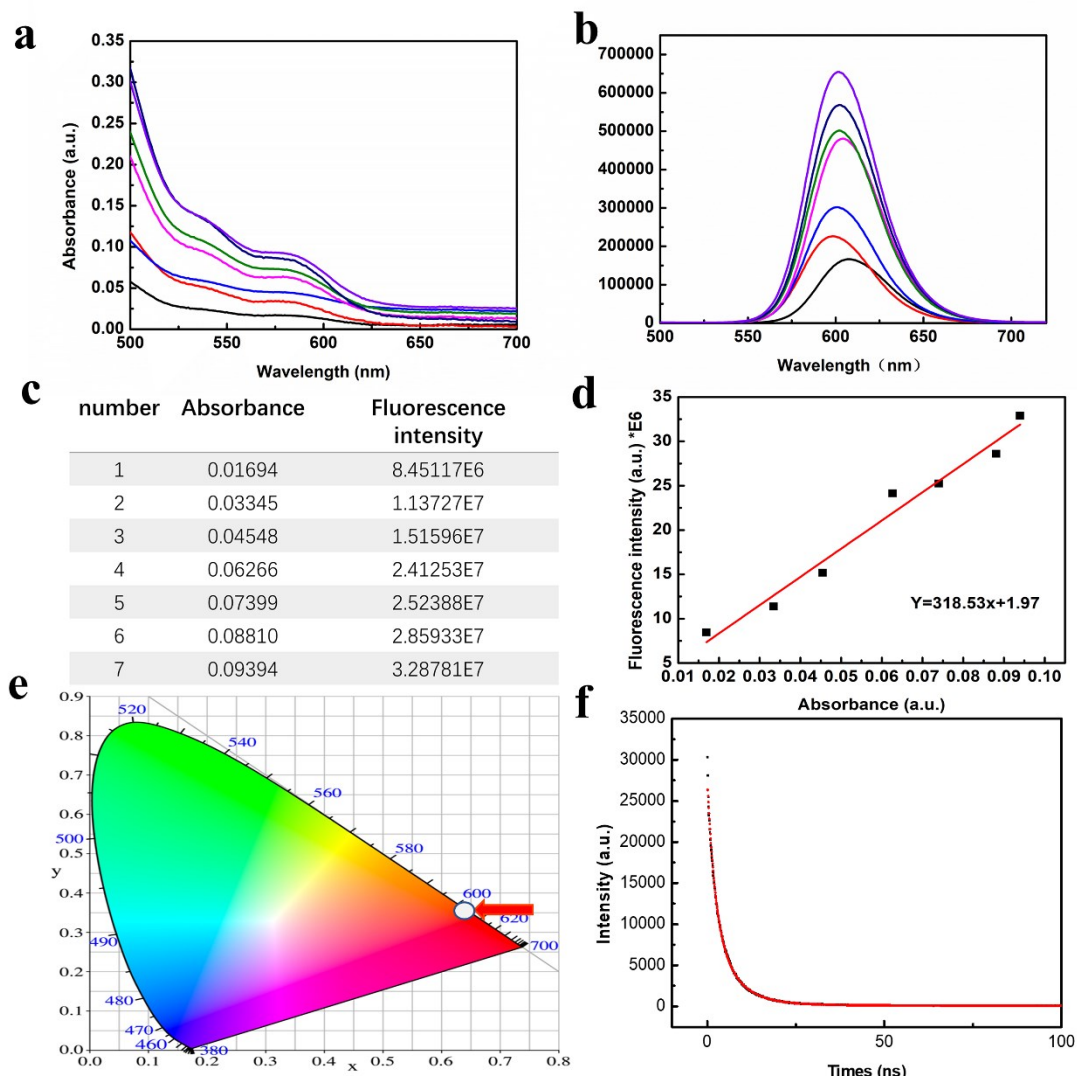 a
0.35
0.30
0.25
0.20
0.15
0.10
0.05
0.00
Absorbance (a.u.)
500 550 600 650 700
Wavelength (nm)
b
700000
600000
500000
400000
300000
200000
100000
0
500 550 600 650 700
Wavelength（nm）
c
number Absorbance Fluorescence
intensity
1 0.01694 8.45117E6
2 0.03345 1.13727E7
3 0.04548 1.51596E7
4 0.06266 2.41253E7
5 0.07399 2.52388E7
6 0.08810 2.85933E7
7 0.09394 3.28781E7
d
35
30
25
20
15
10
5
Fluorescence intensity (a.u.) *E6
Y=318.53x+1.97
0.01 0.02 0.03 0.04 0.05 0.06 0.07 0.08 0.09 0.10
Absorbance (a.u.)
e
0.9
0.8
0.7
0.6
0.5
0.4
0.3
0.2
0.1
0.0
y
520
540
560
580
600
620
700
500
490
480
470
460
380
0.0 0.1 0.2 0.3 0.4 0.5 0.6 0.7 0.8
x
f
35000
30000
25000
20000
15000
10000
5000
0
Intensity (a.u.)
0 50 100
Times (ns)